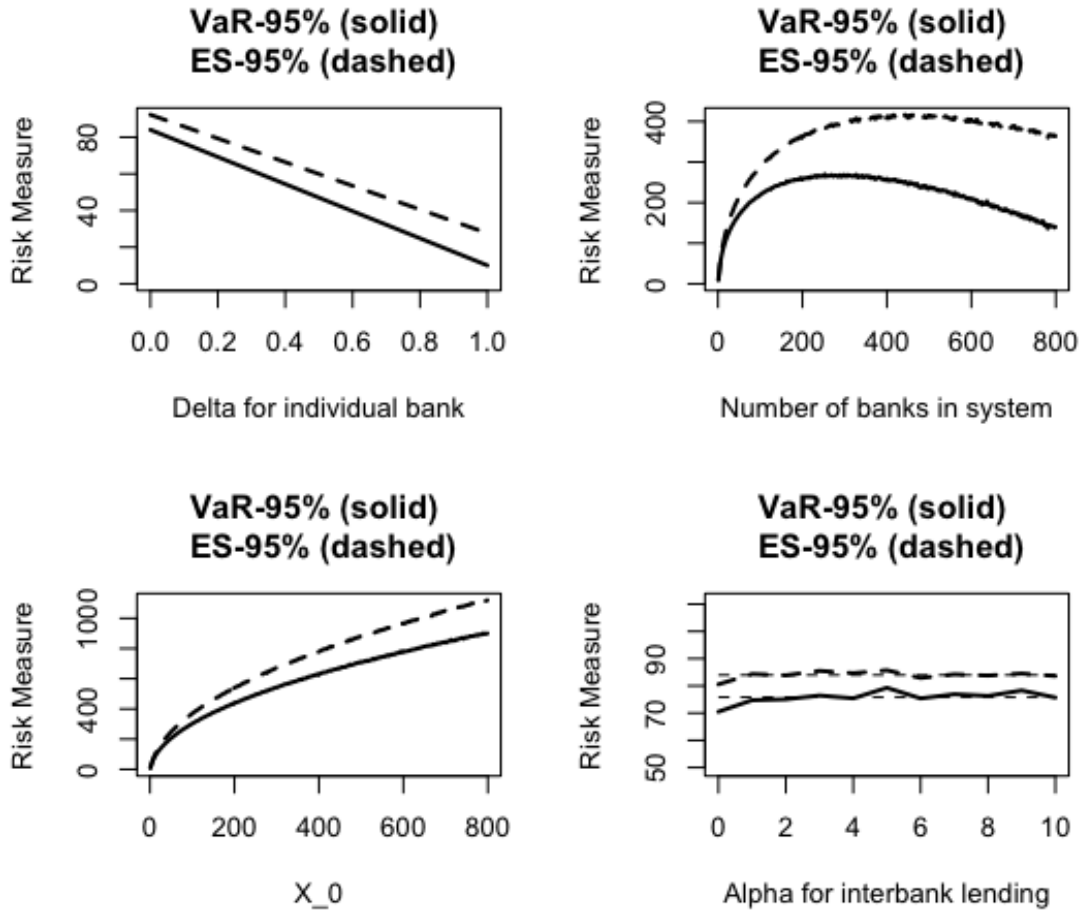 VaR-95% (solid)
ES-95% (dashed)
Risk Measure
80
40
0
0.0 0.2 0.4 0.6 0.8 1.0
Delta for individual bank
VaR-95% (solid)
ES-95% (dashed)
Risk Measure
400
200
0
0 200 400 600 800
Number of banks in system
VaR-95% (solid)
ES-95% (dashed)
Risk Measure
1000
400
0
0 200 400 600 800
X_0
VaR-95% (solid)
ES-95% (dashed)
Risk Measure
90
70
50
0 2 4 6 8 10
Alpha for interbank lending